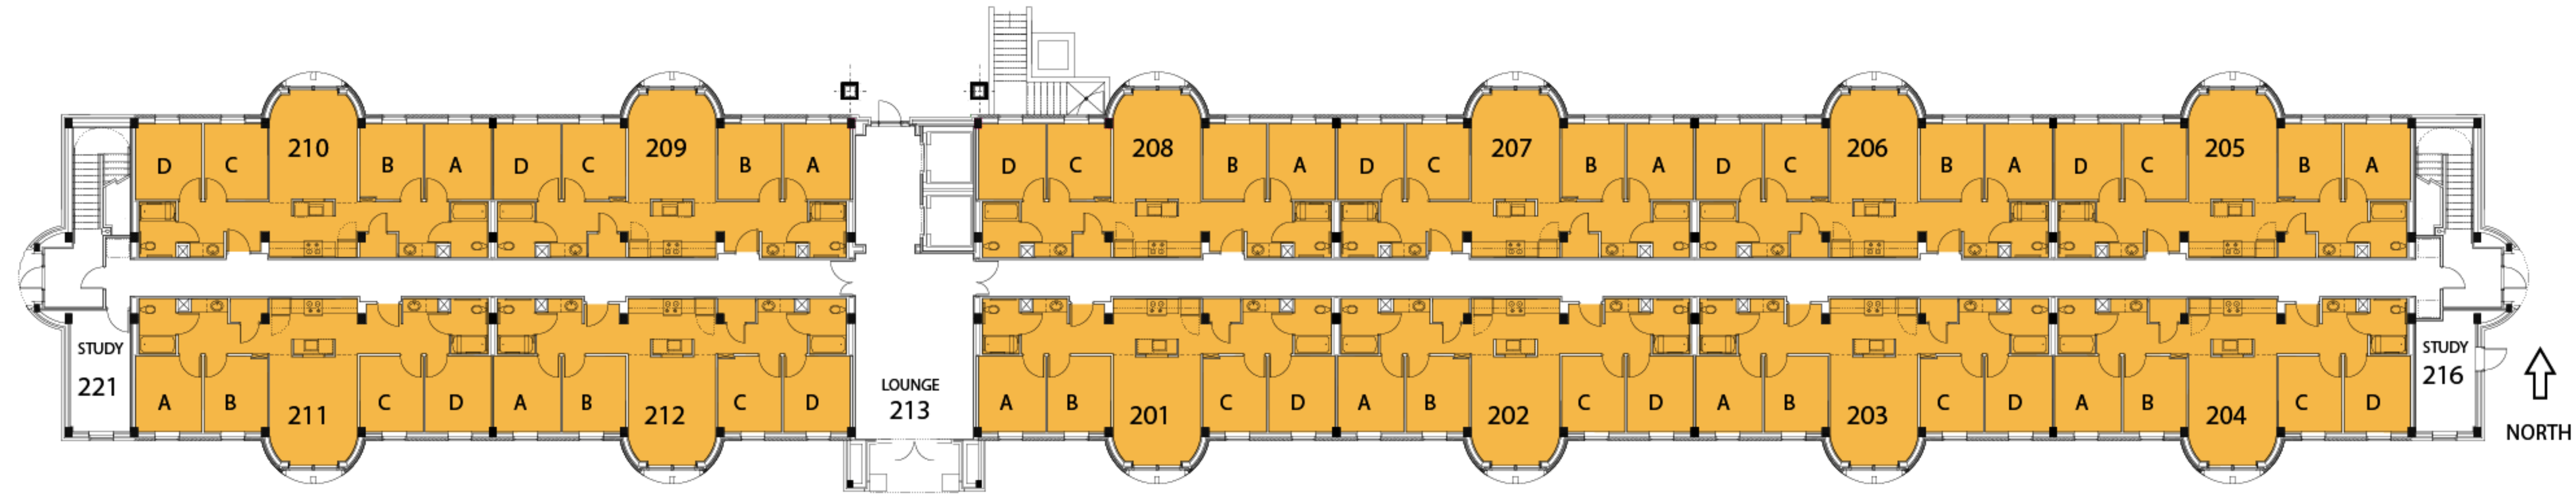 210
209
208
207
206
205
D C B A D C B A D C B A D C B A D C B A D C B A
STUDY
221
LOUNGE
213
STUDY
216
A B C D A B C D A B C D A B C D A B C D A B C D
211
212
201
202
203
204
NORTH